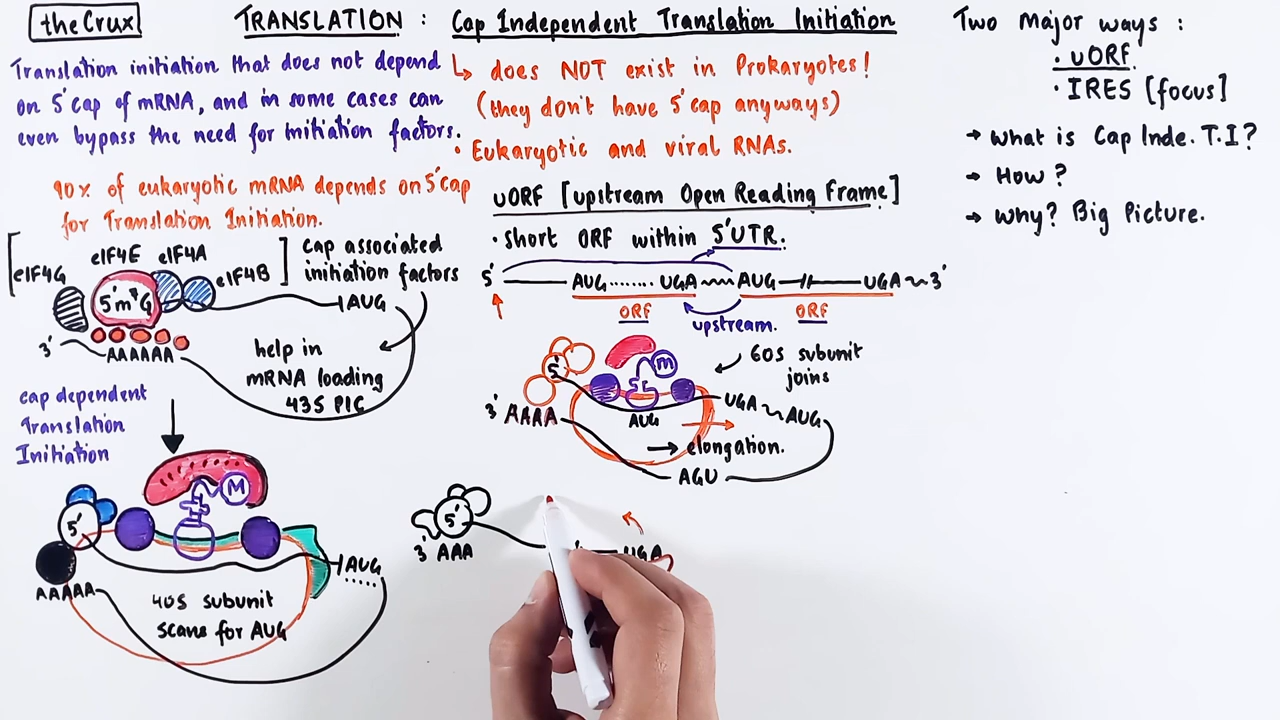 theCrux
TRANSLATION : Cap Independent Translation Initiation
Translation initiation that does not depend
on 5' cap of mRNA, and in some cases can
even bypass the need for initiation factors.
↳ does NOT exist in Prokaryotes!
(they don't have 5' cap anyways)
• Eukaryotic and viral RNAs.
90% of eukaryotic mRNA depends on 5' cap
for Translation Initiation.
Two Major ways :
• uORF
• IRES [focus]
→ What is Cap Inde. T.I?
→ How?
→ Why? Big Picture.
eIF4G eIF4E eIF4A eIF4B
5'm⁷G
AUG
3' AAAAAA
Cap associated
initiation factors
help in
mRNA loading
43S PIC
cap dependent
Translation
Initiation
M
5'
AUG
AAAAA
40S subunit
scans for AUG
uORF [upstream Open Reading Frame]
• Short ORF within 5'UTR.
5' AUG........UGA AUG UGA 3'
ORF ORF
upstream.
5' m
60S subunit
joins
3' AAAA AUG UGA AUG
→ elongation.
AGU
5'
3' AAA UGA